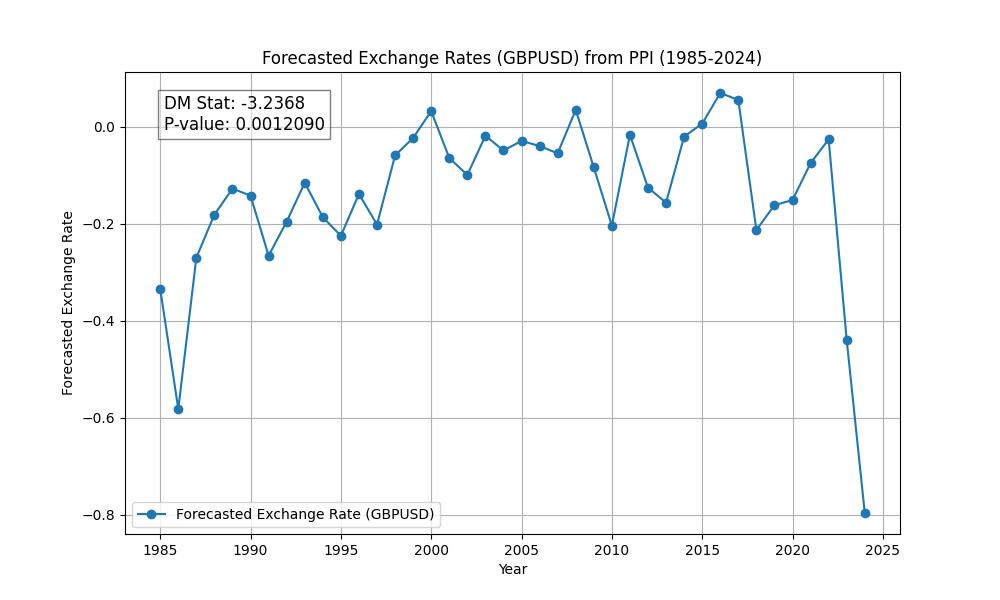 Forecasted Exchange Rates (GBPUSD) from PPI (1985-2024)
DM Stat: -3.2368
P-value: 0.0012090
0.0
−0.2
−0.4
−0.6
−0.8
Forecasted Exchange Rate
Forecasted Exchange Rate (GBPUSD)
1985 1990 1995 2000 2005 2010 2015 2020 2025
Year